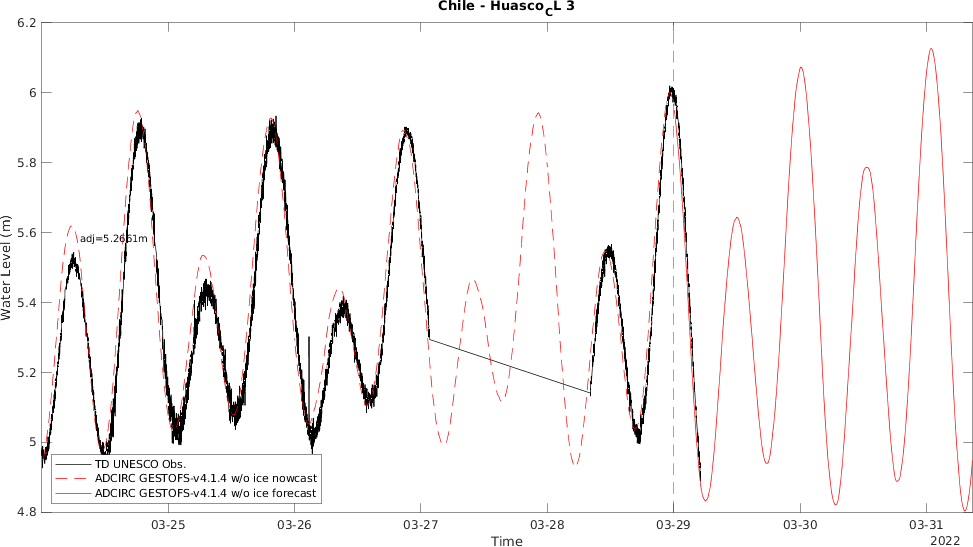 Chile - Huasco_CL 3
6.2
6
5.8
5.6
5.4
5.2
5
4.8
Water Level (m)
adj=5.2661m
TD UNESCO Obs.
ADCIRC GESTOFS-v4.1.4 w/o ice nowcast
ADCIRC GESTOFS-v4.1.4 w/o ice forecast
03-25 03-26 03-27 03-28 03-29 03-30 03-31
Time
2022